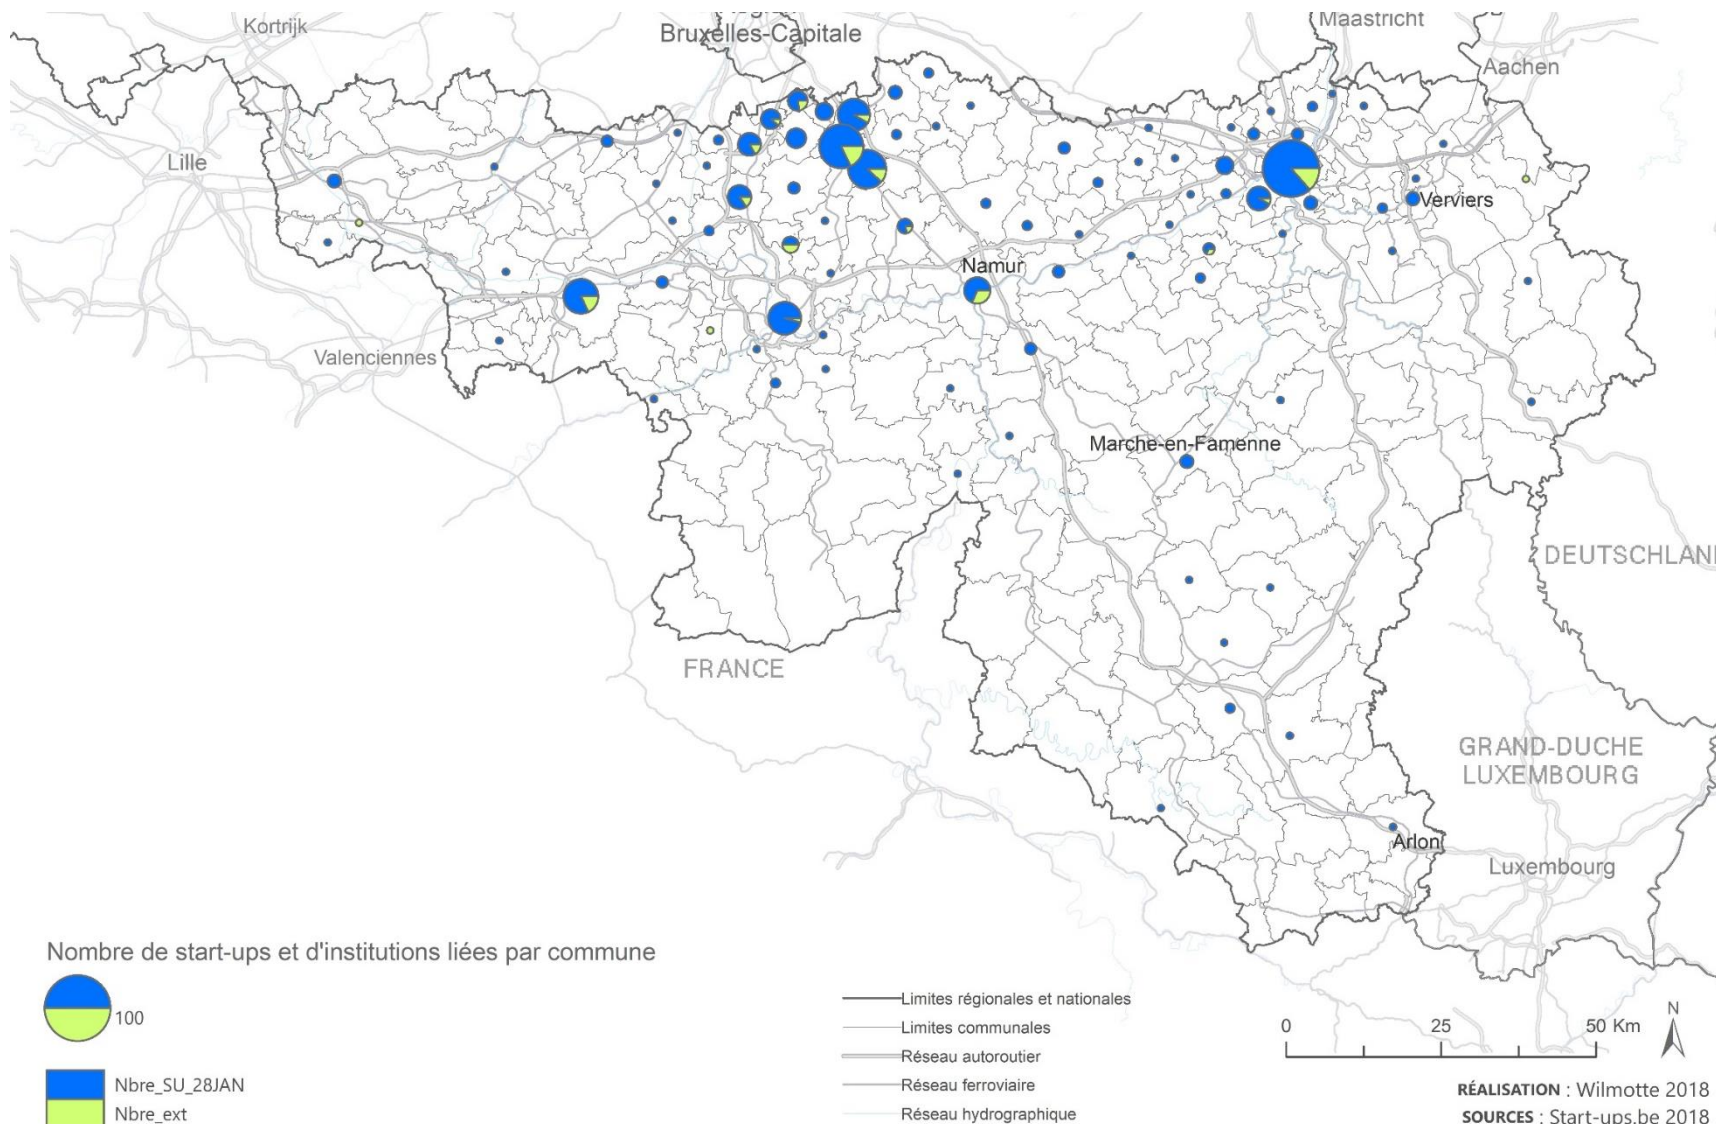 Kortrijk
Bruxelles-Capitale
Maastricht
Aachen
Lille
Verviers
Namur
Valenciennes
Marche-en-Famenne
DEUTSCHLAN
FRANCE
GRAND-DUCHE
LUXEMBOURG
Arlon
Luxembourg
Nombre de start-ups et d'institutions liées par commune
100
Nbre_SU_28JAN
Nbre_ext
Limites régionales et nationales
Limites communales
Réseau autoroutier
Réseau ferroviaire
Réseau hydrographique
0 25 50 Km
N
RÉALISATION : Wilmotte 2018
SOURCES : Start-ups.be 2018